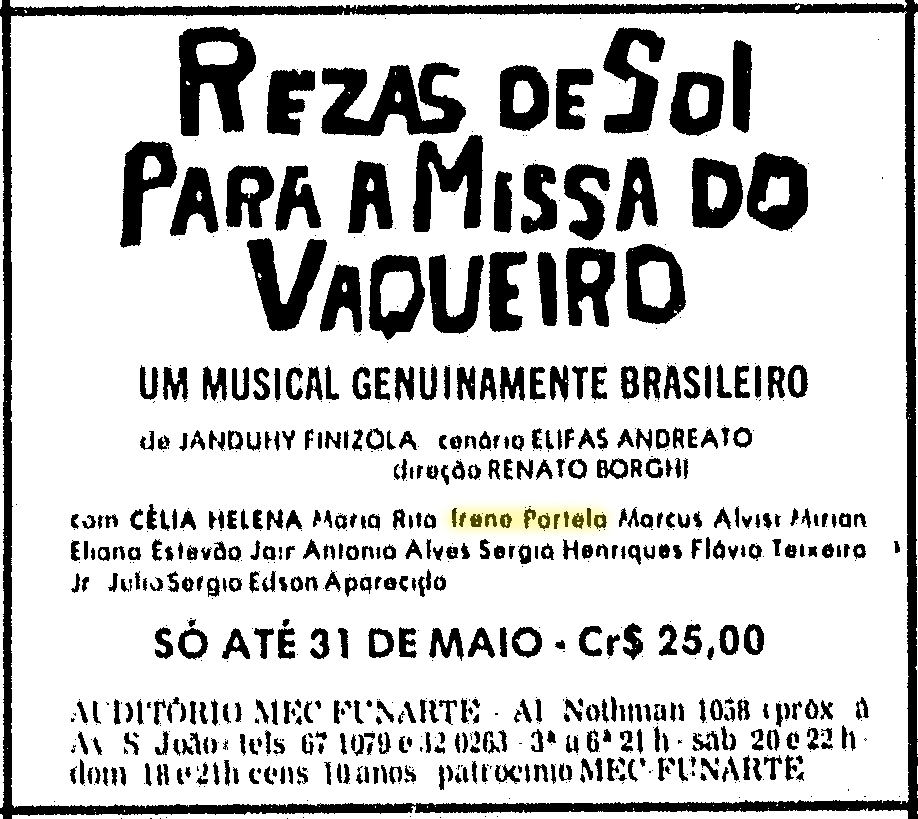 REZAS DE SOL
PARA A MISSA DO
VAQUEIRO
UM MUSICAL GENUINAMENTE BRASILEIRO
de JANDUHY FINIZOLA cenário ELIFAS ANDREATO
direção RENATO BORGHI
com CÉLIA HELENA Maria Rita Irene Portela Marcus Alvisi Mirian
Eliana Estevão Jair Antonio Alves Sergio Henriques Flávio Teixeira
Jr Julio Sergio Edson Aparecido
SÓ ATÉ 31 DE MAIO - Cr$ 25,00
AUDITÓRIO MEC FUNARTE - Al Nothman 1058 (próx à
Av S João) tels 67 1079 e 32 0263 - 3ª a 6ª 21 h - sáb 20 e 22 h -
dom 18 e 21h cens 10 anos patrocínio MEC-FUNARTE